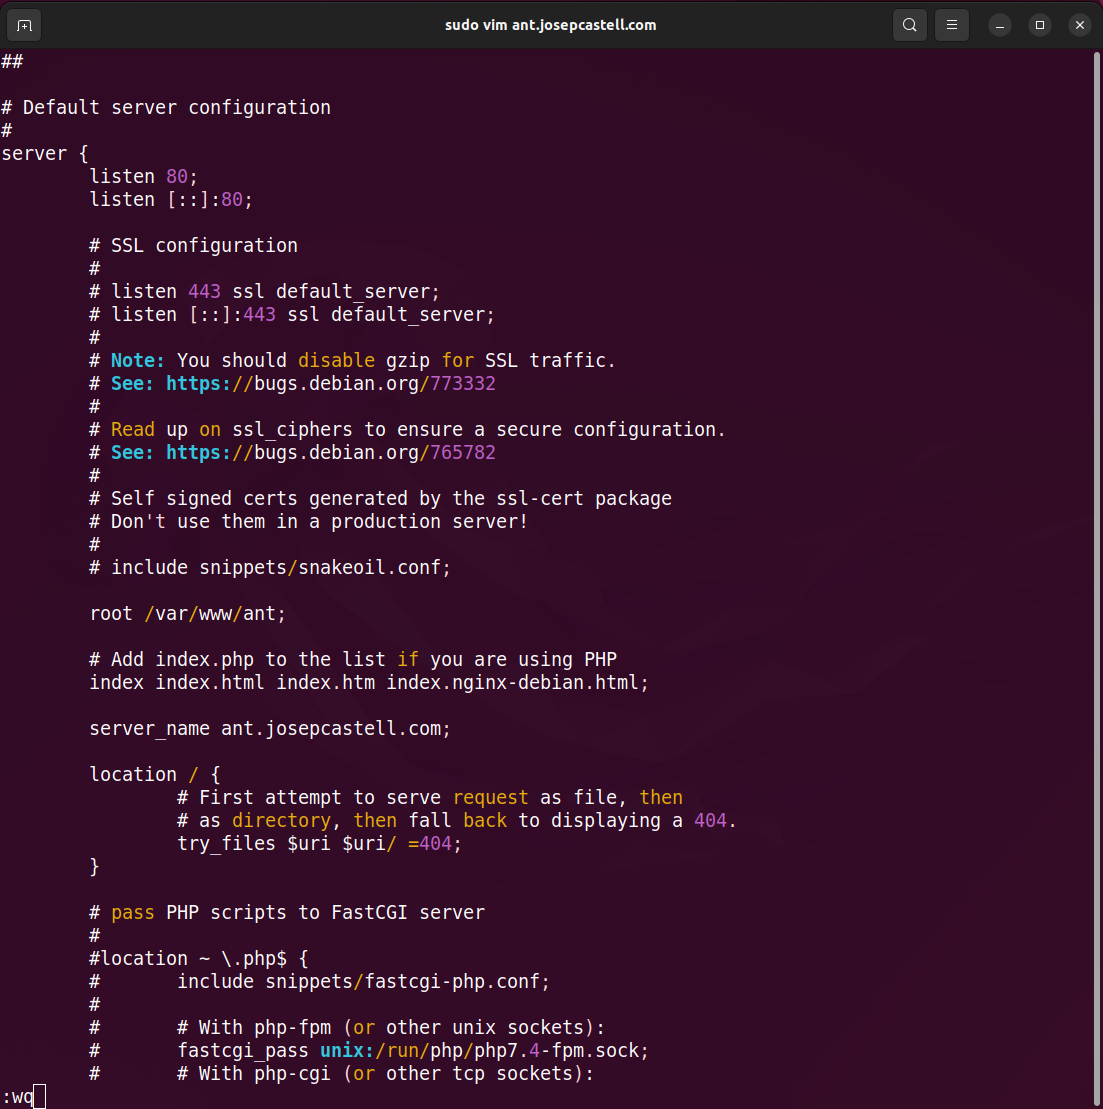 sudo vim ant.josepcastell.com
##
# Default server configuration
#
server {
        listen 80;
        listen [::]:80;
        # SSL configuration
        #
        # listen 443 ssl default_server;
        # listen [::]:443 ssl default_server;
        #
        # Note: You should disable gzip for SSL traffic.
        # See: https://bugs.debian.org/773332
        #
        # Read up on ssl_ciphers to ensure a secure configuration.
        # See: https://bugs.debian.org/765782
        #
        # Self signed certs generated by the ssl-cert package
        # Don't use them in a production server!
        #
        # include snippets/snakeoil.conf;
        root /var/www/ant;
        # Add index.php to the list if you are using PHP
        index index.html index.htm index.nginx-debian.html;
        server_name ant.josepcastell.com;
        location / {
                # First attempt to serve request as file, then
                # as directory, then fall back to displaying a 404.
                try_files $uri $uri/ =404;
        }
        # pass PHP scripts to FastCGI server
        #
        #location ~ \.php$ {
        #       include snippets/fastcgi-php.conf;
        #
        #       # With php-fpm (or other unix sockets):
        #       fastcgi_pass unix:/run/php/php7.4-fpm.sock;
        #       # With php-cgi (or other tcp sockets):
:wq